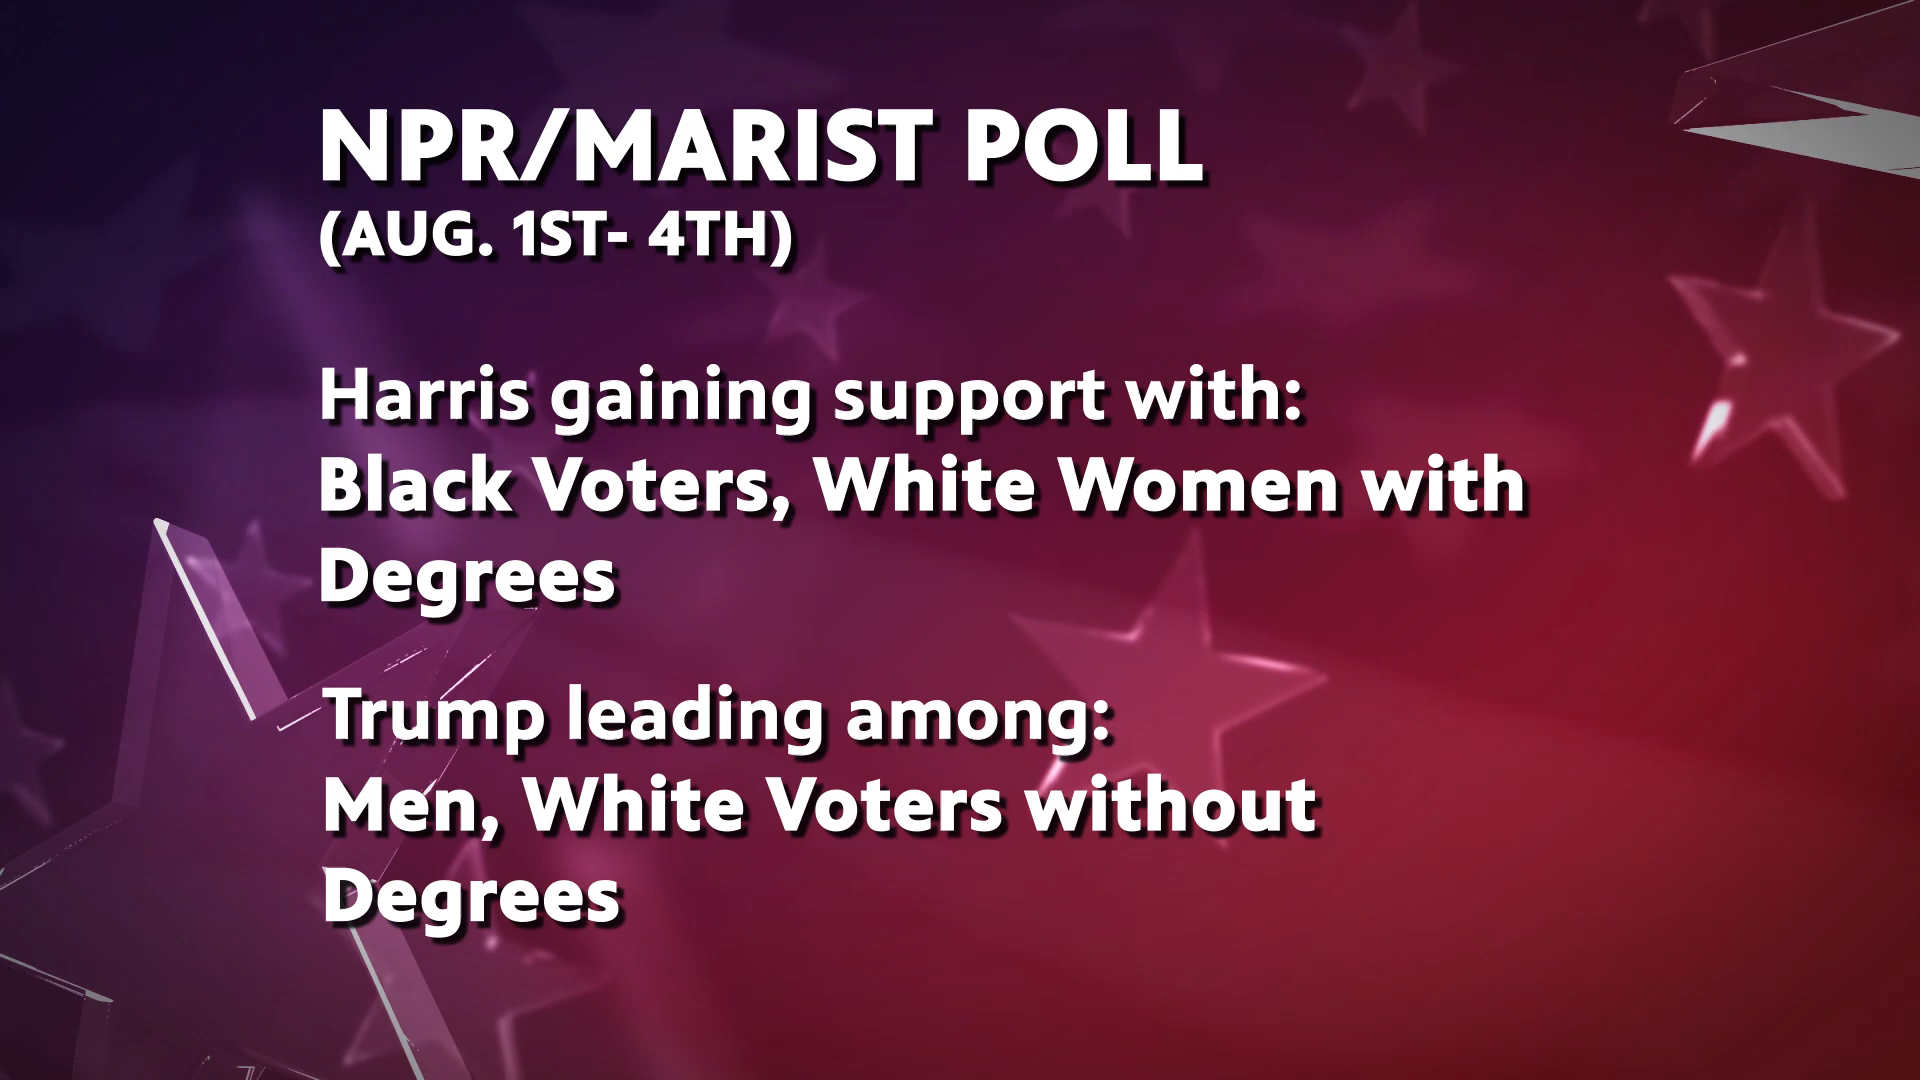 NPR/MARIST POLL
(AUG. 1ST- 4TH)
Harris gaining support with:
Black Voters, White Women with
Degrees
Trump leading among:
Men, White Voters without
Degrees